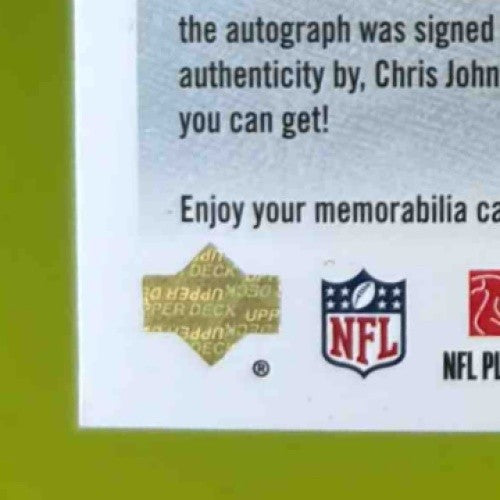 the autograph was signed
authenticity by, Chris John
you can get!
Enjoy your memorabilia ca
UPPER DECK
®
NFL
NFL PL